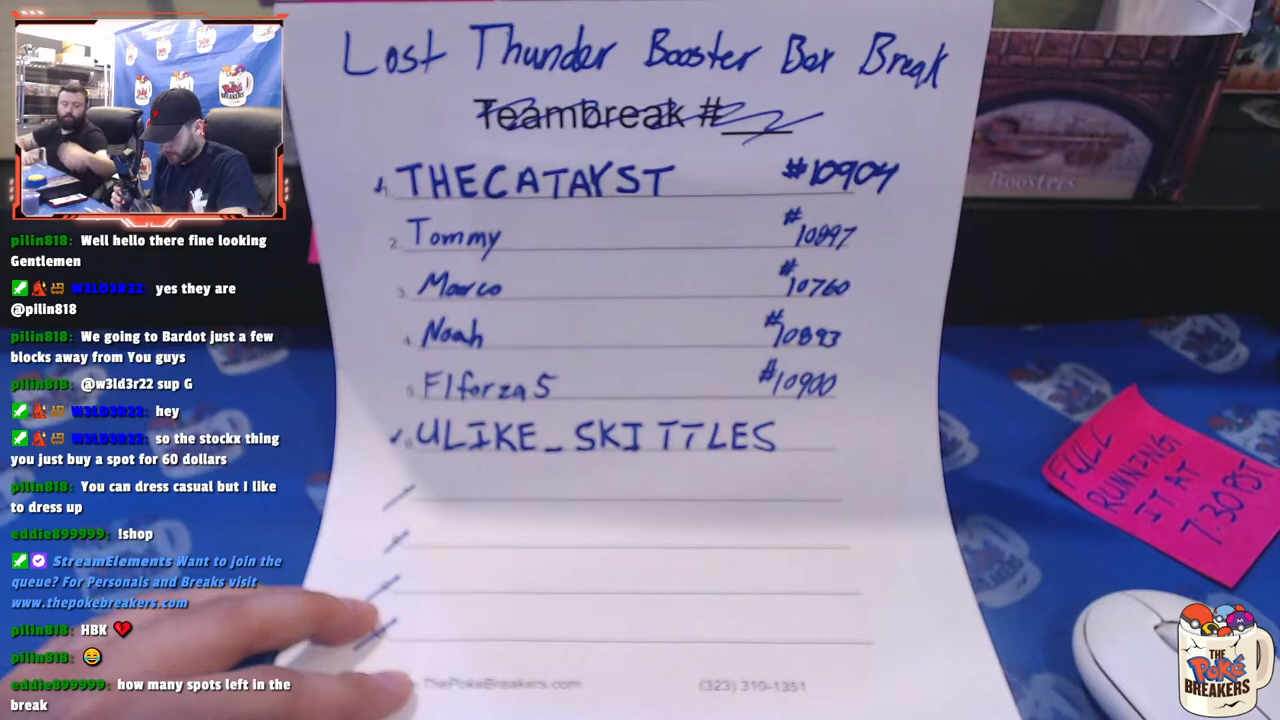 Lost Thunder Booster Box Break
Teambreak #
1. THECATAYST #10904
2. Tommy #10897
3. Marco #10760
4. Noah #10893
5. F1forza5 #10900
6. ULIKE_SKITTLES
ThePokeBreakers.com (323) 310-1351
Boosters
FULL
RUNNING
IT AT
7:30 PST
pilin818: Well hello there fine looking
Gentlemen
W3LD3R22: yes they are
@pilin818
pilin818: We going to Bardot just a few
blocks away from You guys
pilin818: @w3ld3r22 sup G
W3LD3R22: hey
W3LD3R22: so the stockx thing
you just buy a spot for 60 dollars
pilin818: You can dress casual but I like
to dress up
eddie899999: !shop
StreamElements Want to join the
queue? For Personals and Breaks visit
www.thepokebreakers.com
pilin818: HBK ❤️
pilin818: 😄
eddie899999: how many spots left in the
break
THE
Poké
BREAKERS